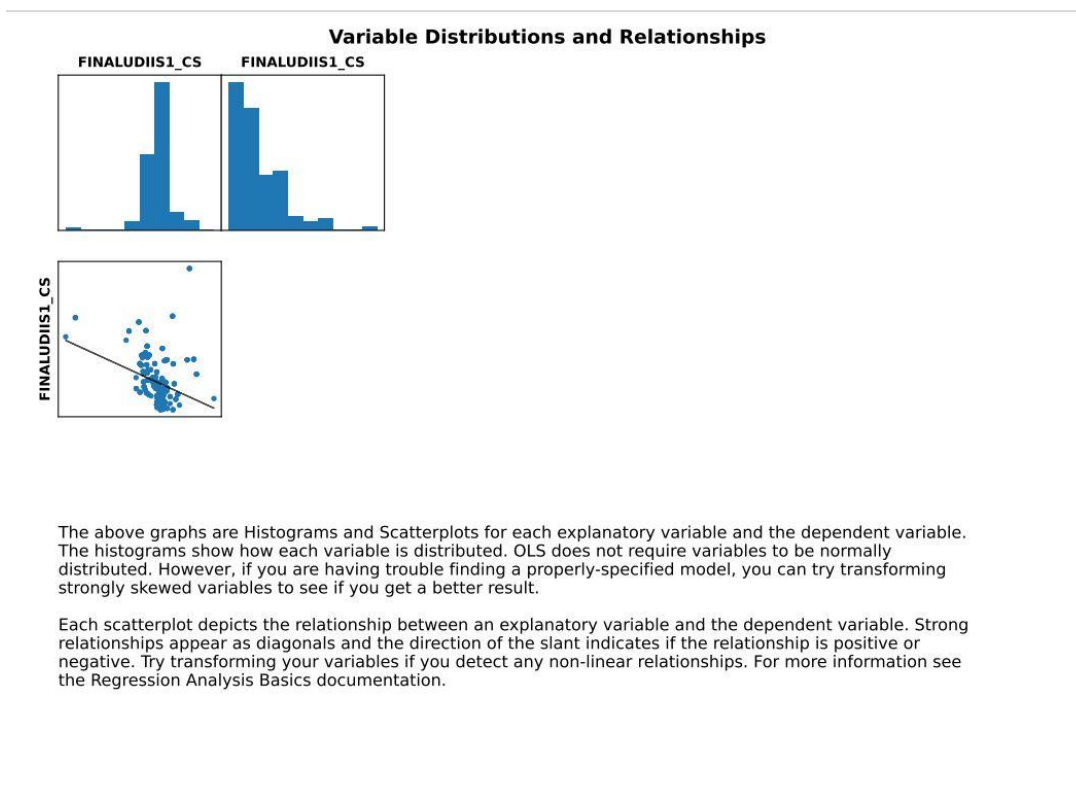 Variable Distributions and Relationships
FINALUDIIS1_CS FINALUDIIS1_CS
FINALUDIIS1_CS
The above graphs are Histograms and Scatterplots for each explanatory variable and the dependent variable.
The histograms show how each variable is distributed. OLS does not require variables to be normally
distributed. However, if you are having trouble finding a properly-specified model, you can try transforming
strongly skewed variables to see if you get a better result.
Each scatterplot depicts the relationship between an explanatory variable and the dependent variable. Strong
relationships appear as diagonals and the direction of the slant indicates if the relationship is positive or
negative. Try transforming your variables if you detect any non-linear relationships. For more information see
the Regression Analysis Basics documentation.